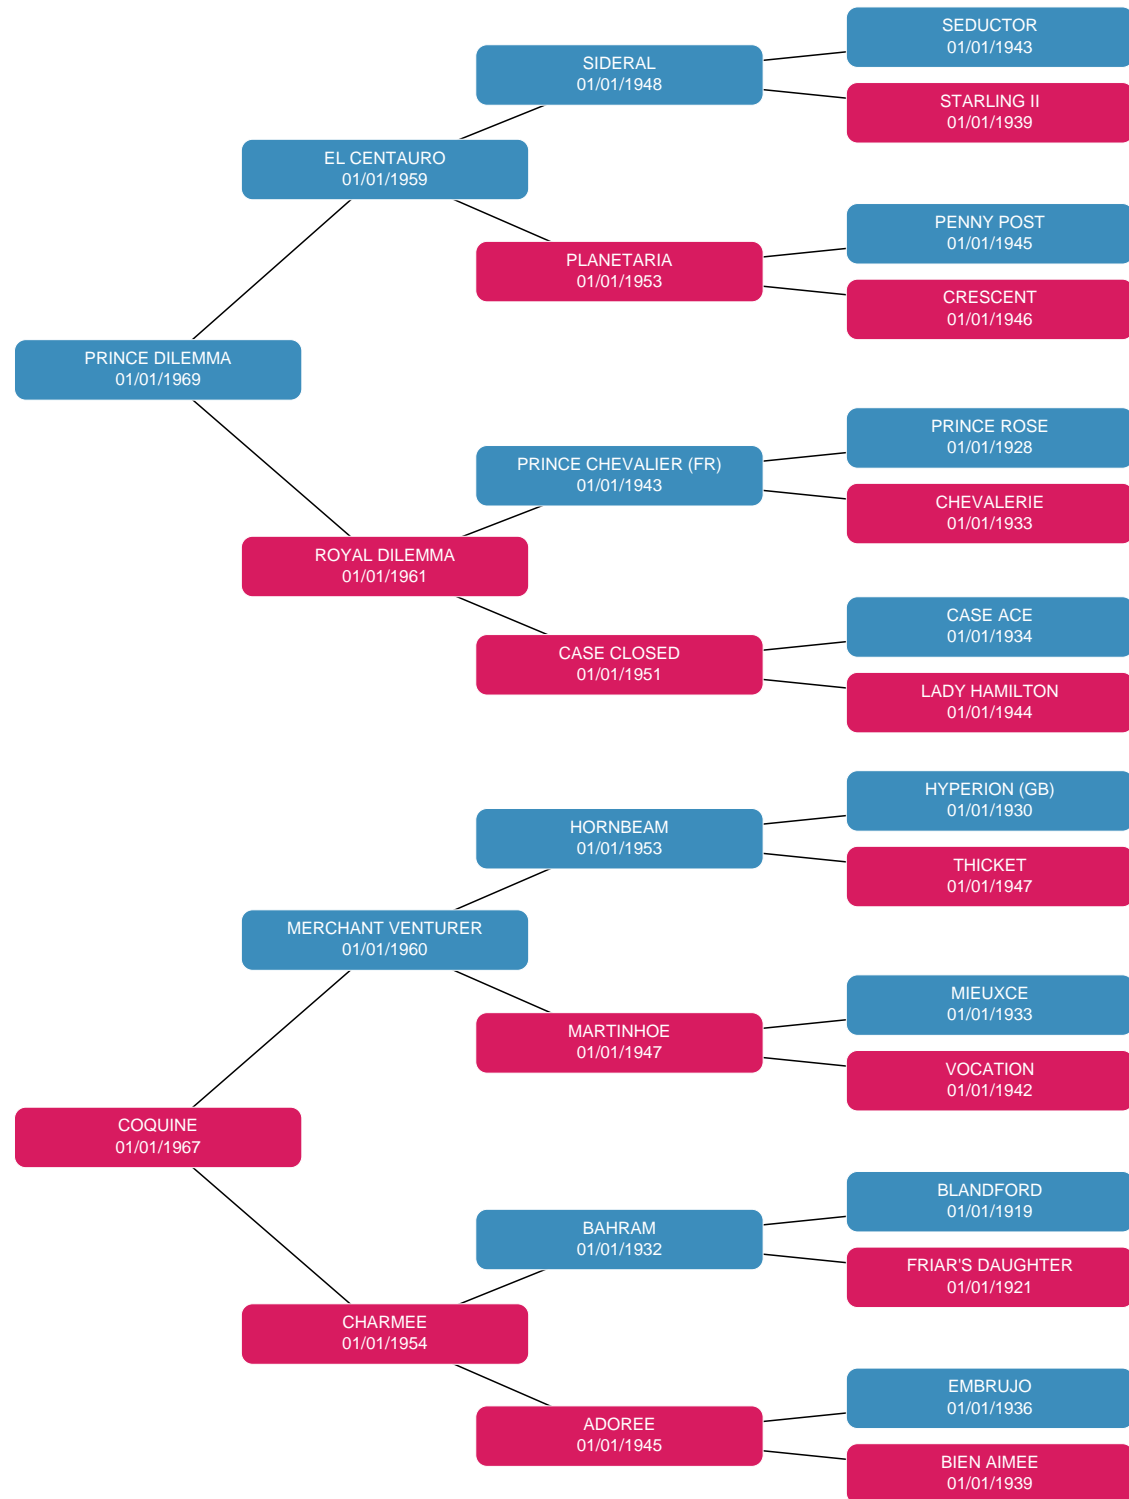 SEDUCTOR
01/01/1943
SIDERAL
01/01/1948
STARLING II
01/01/1939
EL CENTAURO
01/01/1959
PENNY POST
01/01/1945
PLANETARIA
01/01/1953
CRESCENT
01/01/1946
PRINCE DILEMMA
01/01/1969
PRINCE ROSE
01/01/1928
PRINCE CHEVALIER (FR)
01/01/1943
CHEVALERIE
01/01/1933
ROYAL DILEMMA
01/01/1961
CASE ACE
01/01/1934
CASE CLOSED
01/01/1951
LADY HAMILTON
01/01/1944
HYPERION (GB)
01/01/1930
HORNBEAM
01/01/1953
THICKET
01/01/1947
MERCHANT VENTURER
01/01/1960
MIEUXCE
01/01/1933
MARTINHOE
01/01/1947
VOCATION
01/01/1942
COQUINE
01/01/1967
BLANDFORD
01/01/1919
BAHRAM
01/01/1932
FRIAR'S DAUGHTER
01/01/1921
CHARMEE
01/01/1954
EMBRUJO
01/01/1936
ADOREE
01/01/1945
BIEN AIMEE
01/01/1939